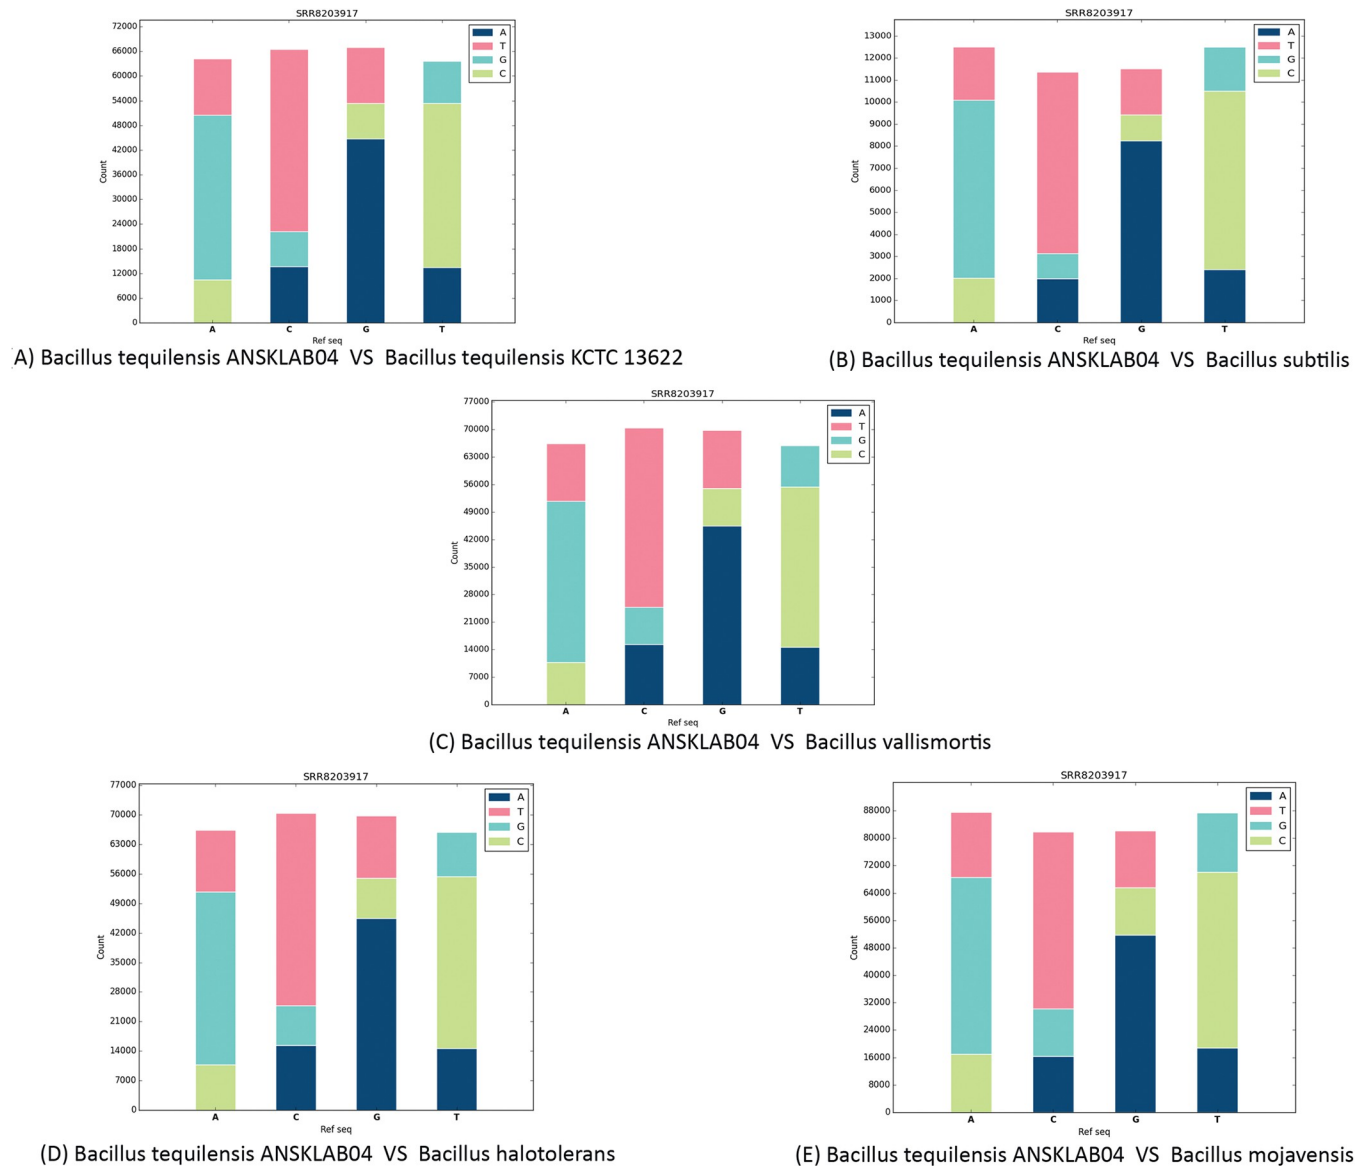 SRR8203917
72000
66000
60000
54000
48000
42000
36000
30000
24000
18000
12000
6000
0
Count
A
T
G
C
A C G T
Ref seq
A) Bacillus tequilensis ANSKLAB04 VS Bacillus tequilensis KCTC 13622
SRR8203917
13000
12000
11000
10000
9000
8000
7000
6000
5000
4000
3000
2000
1000
0
Count
A
T
G
C
A C G T
Ref seq
(B) Bacillus tequilensis ANSKLAB04 VS Bacillus subtilis
SRR8203917
77000
70000
63000
56000
49000
42000
35000
28000
21000
14000
7000
0
Count
A
T
G
C
A C G T
Ref seq
(C) Bacillus tequilensis ANSKLAB04 VS Bacillus vallismortis
SRR8203917
77000
70000
63000
56000
49000
42000
35000
28000
21000
14000
7000
0
Count
A
T
G
C
A C G T
Ref seq
(D) Bacillus tequilensis ANSKLAB04 VS Bacillus halotolerans
SRR8203917
88000
80000
72000
64000
56000
48000
40000
32000
24000
16000
8000
0
Count
A
T
G
C
A C G T
Ref seq
(E) Bacillus tequilensis ANSKLAB04 VS Bacillus mojavensis